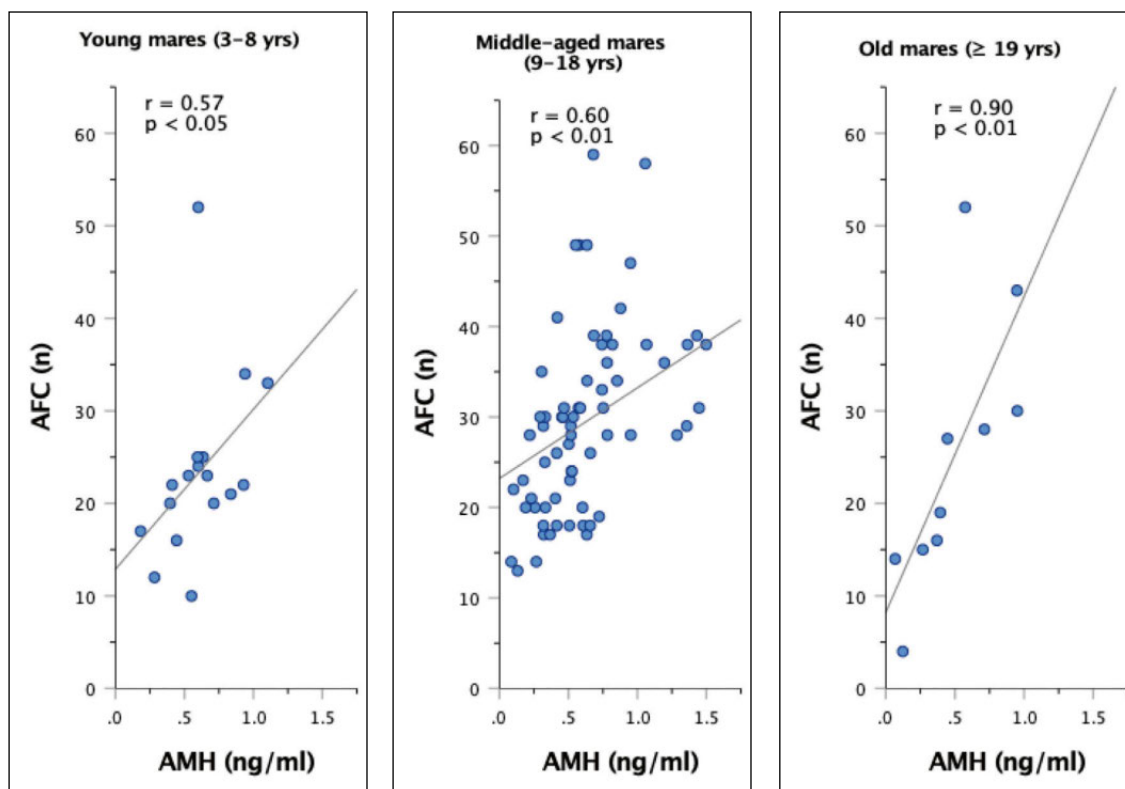 Young mares (3–8 yrs)
r = 0.57
p < 0.05
60
50
40
30
20
10
0
AFC (n)
.0 .5 1.0 1.5
AMH (ng/ml)
Middle–aged mares
(9–18 yrs)
r = 0.60
p < 0.01
60
50
40
30
20
10
0
AFC (n)
.0 .5 1.0 1.5
AMH (ng/ml)
Old mares (≥ 19 yrs)
r = 0.90
p < 0.01
60
50
40
30
20
10
0
AFC (n)
.0 .5 1.0 1.5
AMH (ng/ml)